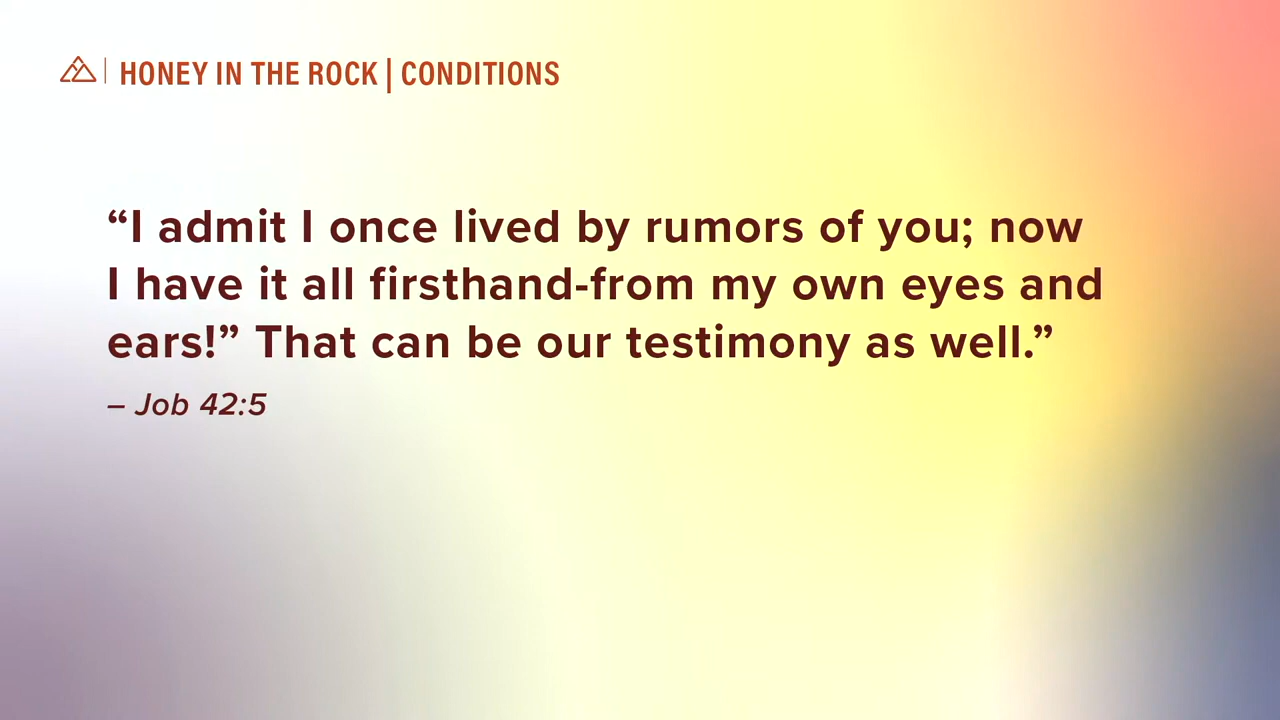 HONEY IN THE ROCK | CONDITIONS
“I admit I once lived by rumors of you; now
I have it all firsthand-from my own eyes and
ears!” That can be our testimony as well.”
– Job 42:5